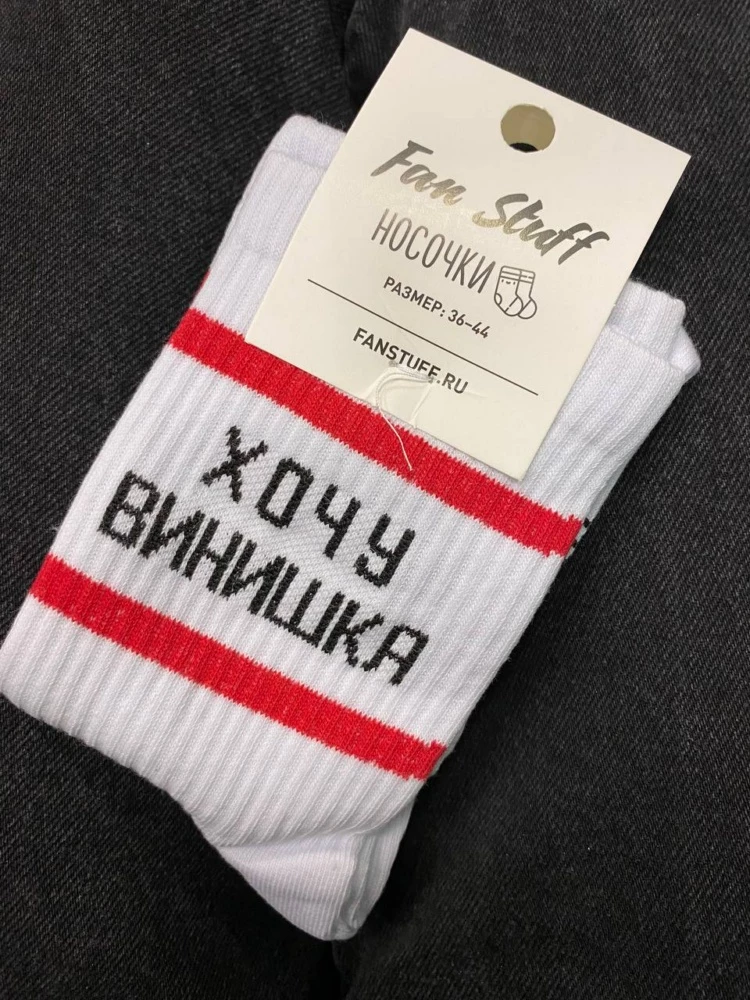 Fan Stuff
НОСОЧКИ
РАЗМЕР: 36-44
FANSTUFF.RU
ХОЧУ
ВИНИШКА